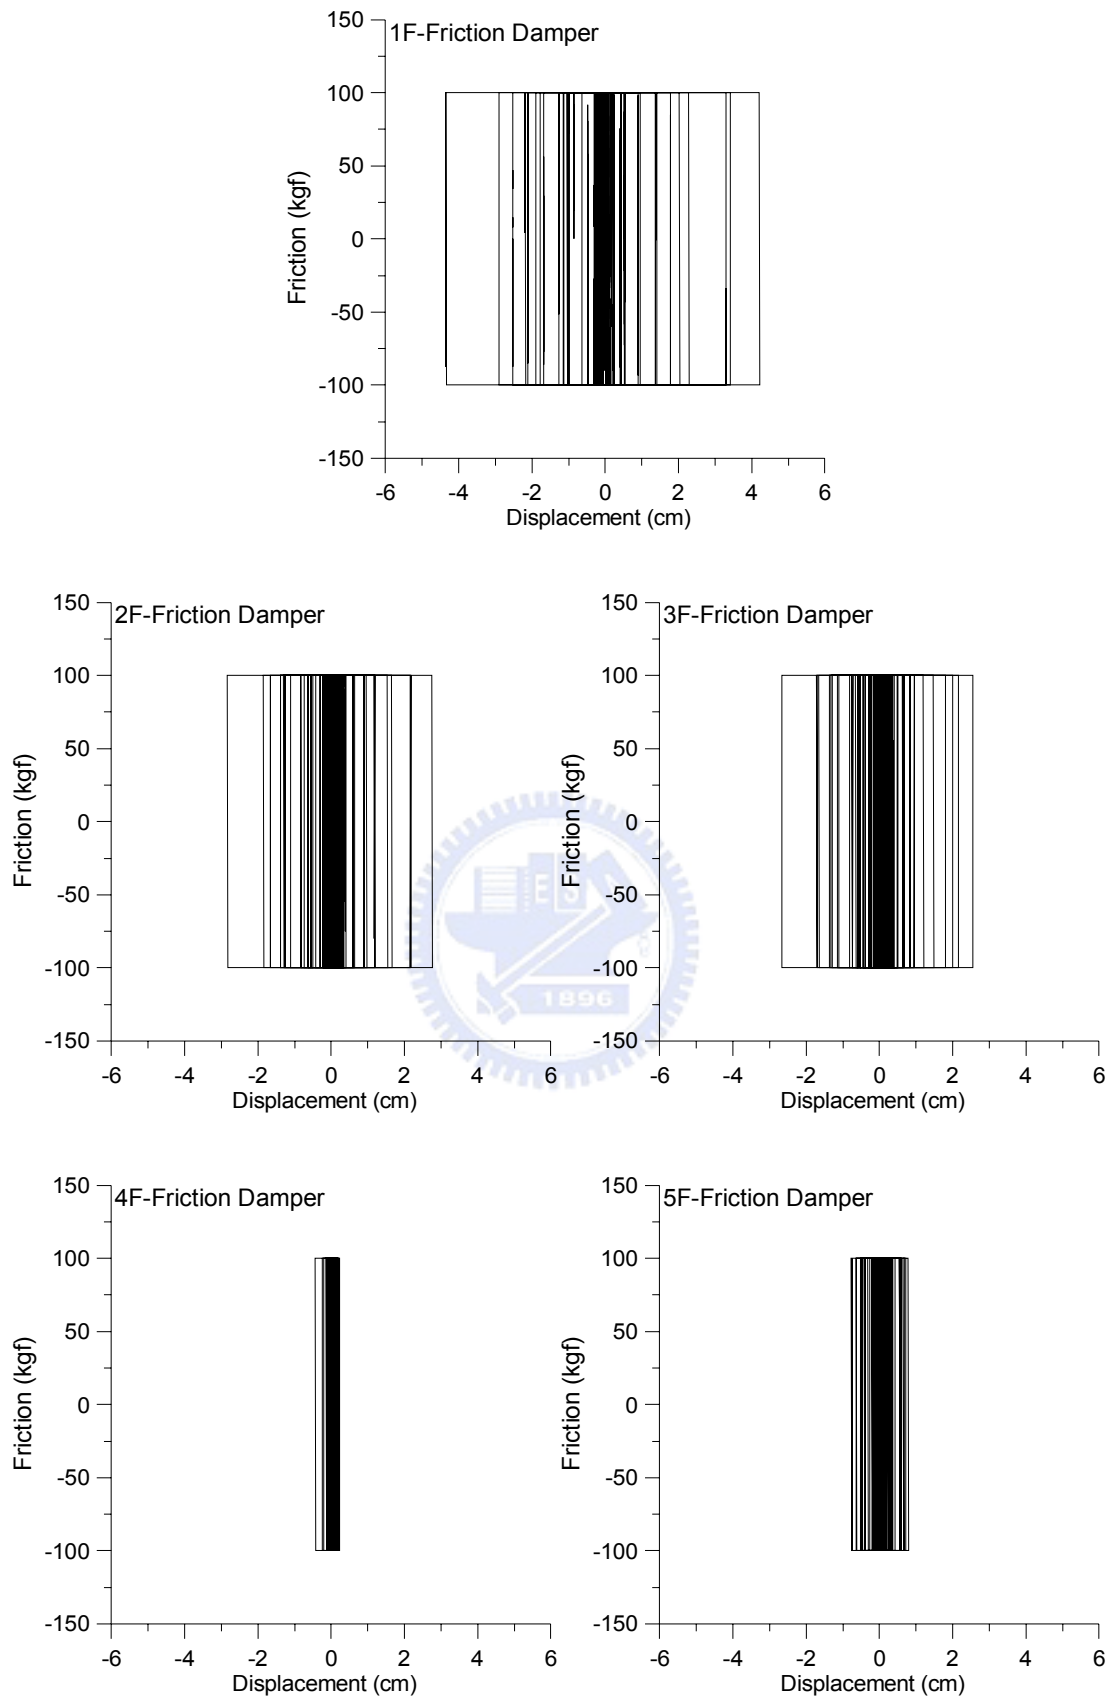 1F-Friction Damper
150
100
50
0
-50
-100
-150
Friction (kgf)
-6 -4 -2 0 2 4 6
Displacement (cm)
2F-Friction Damper
150
100
50
0
-50
-100
-150
Friction (kgf)
-6 -4 -2 0 2 4 6
Displacement (cm)
3F-Friction Damper
150
100
50
0
-50
-100
-150
Friction (kgf)
-6 -4 -2 0 2 4 6
Displacement (cm)
E
1896
4F-Friction Damper
150
100
50
0
-50
-100
-150
Friction (kgf)
-6 -4 -2 0 2 4 6
Displacement (cm)
5F-Friction Damper
150
100
50
0
-50
-100
-150
Friction (kgf)
-6 -4 -2 0 2 4 6
Displacement (cm)